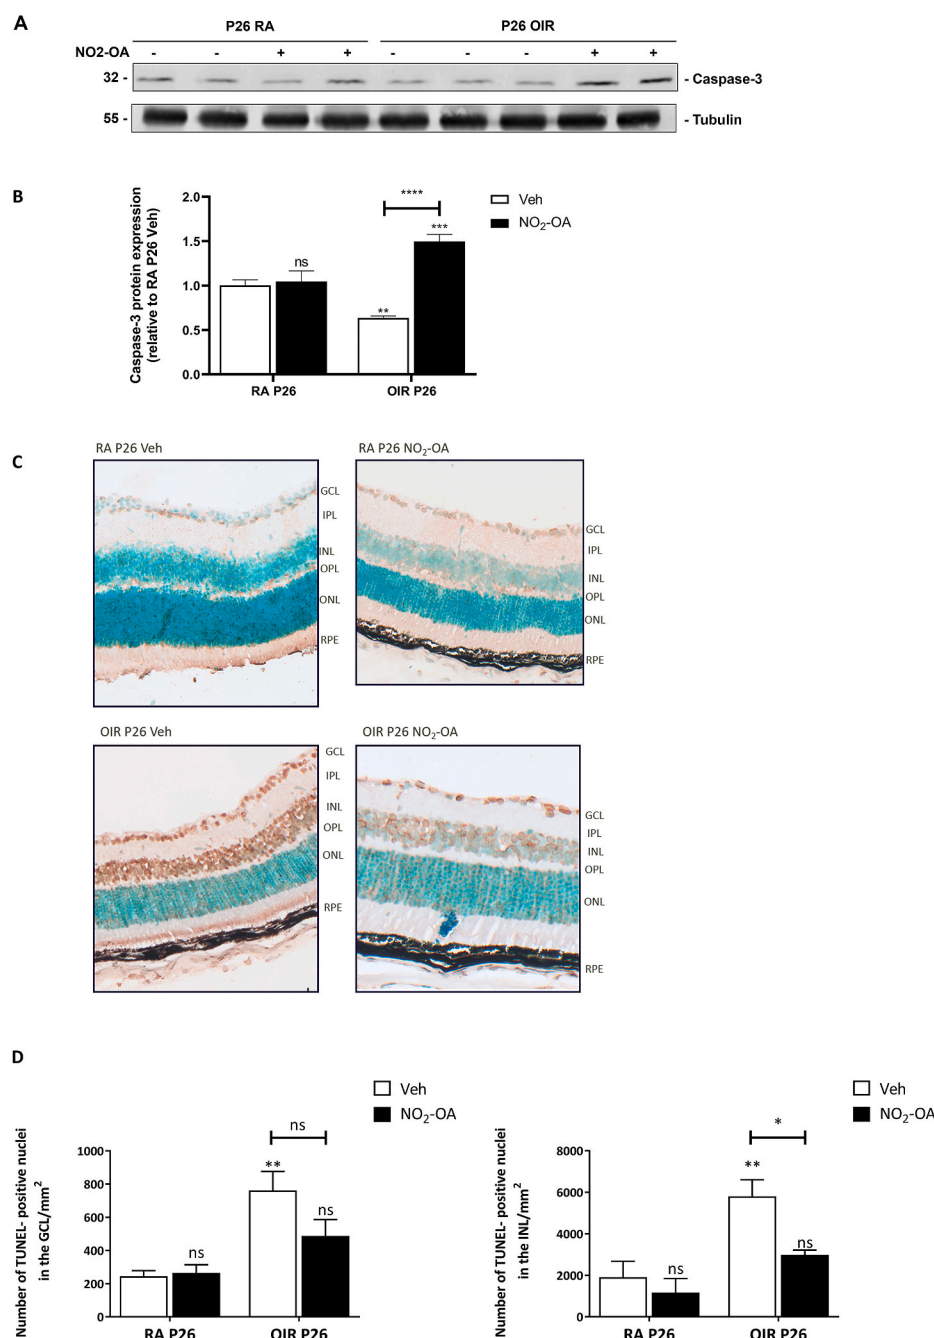 A
P26 RA
P26 OIR
NO2-OA - - + + - - - + +
32 -
- Caspase-3
55 -
- Tubulin
B
Caspase-3 protein expression
(relative to RA P26 Veh)
2.0
1.5
1.0
0.5
0.0
ns
**
***
****
Veh
NO₂-OA
RA P26
OIR P26
C
RA P26 Veh
GCL
IPL
INL
OPL
ONL
RPE
RA P26 NO₂-OA
GCL
IPL
INL
OPL
ONL
RPE
OIR P26 Veh
GCL
IPL
INL
OPL
ONL
RPE
OIR P26 NO₂-OA
GCL
IPL
INL
OPL
ONL
RPE
D
Number of TUNEL- positive nuclei
in the GCL/mm²
1000
800
600
400
200
0
ns
**
ns
ns
Veh
NO₂-OA
RA P26
OIR P26
Number of TUNEL- positive nuclei
in the INL/mm²
8000
6000
4000
2000
0
ns
**
ns
*
Veh
NO₂-OA
RA P26
OIR P26